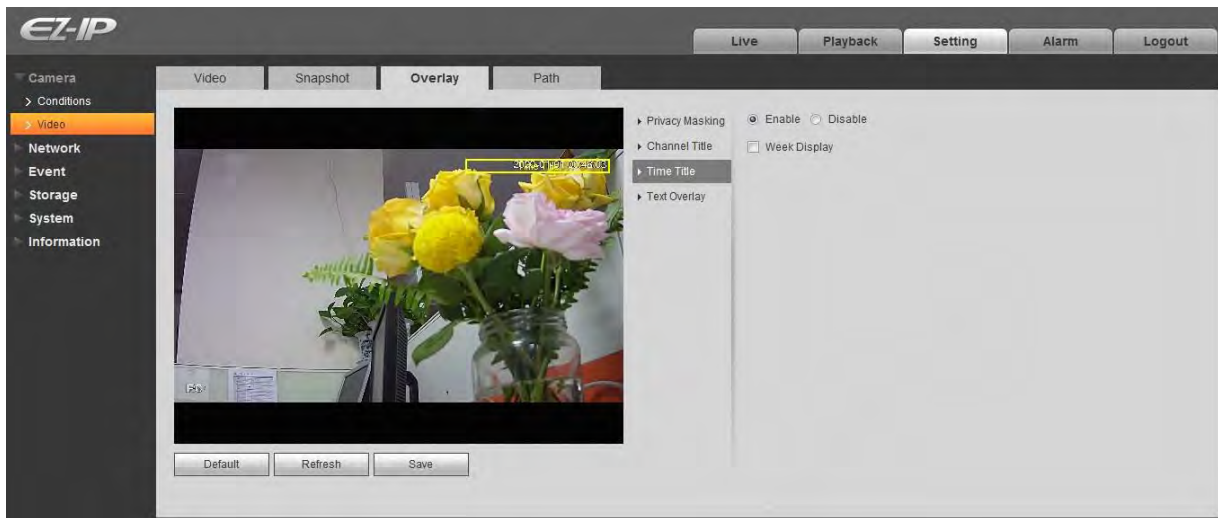 EZ-IP
Live Playback Setting Alarm Logout
Camera
Conditions
Video
Network
Event
Storage
System
Information
Video Snapshot Overlay Path
Privacy Masking
Channel Title
Time Title
Text Overlay
Enable Disable
Week Display
Default Refresh Save